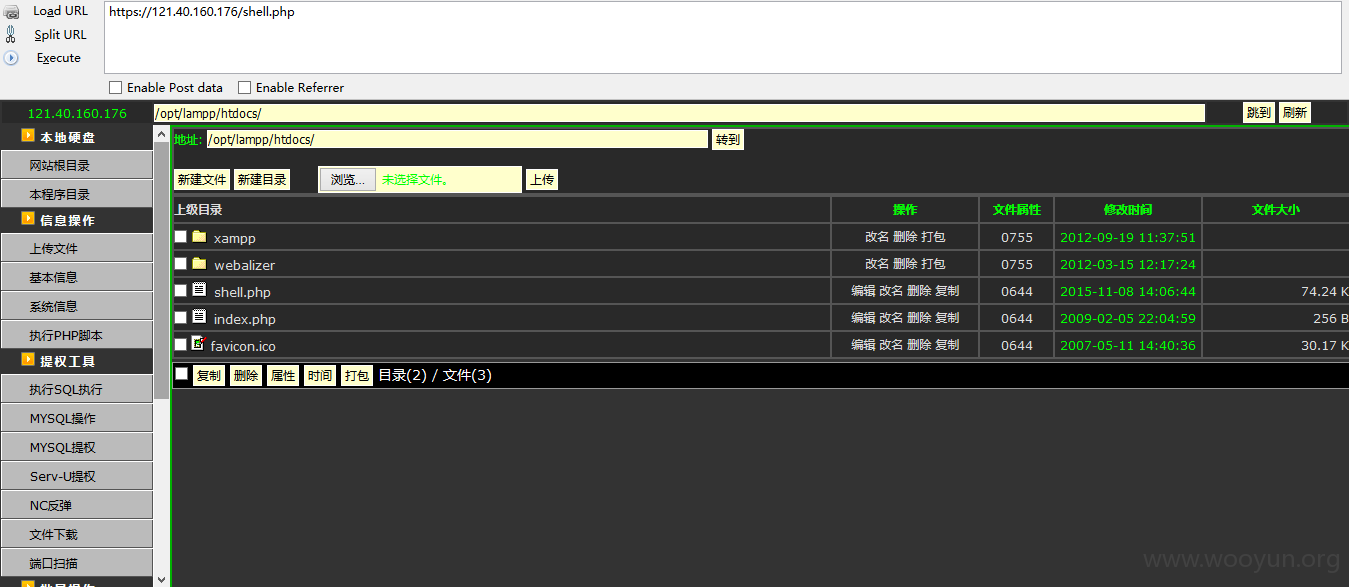 Load URL
https://121.40.160.176/shell.php
Split URL
Execute
Enable Post data Enable Referrer
121.40.160.176 /opt/lampp/htdocs/ 跳到 刷新
本地硬盘
网站根目录
本程序目录
信息操作
上传文件
基本信息
系统信息
执行PHP脚本
提权工具
执行SQL执行
MYSQL操作
MYSQL提权
Serv-U提权
NC反弹
文件下载
端口扫描
地址: /opt/lampp/htdocs/ 转到
新建文件 新建目录 浏览... 未选择文件。 上传
上级目录 操作 文件属性 修改时间 文件大小
xampp 改名 删除 打包 0755 2012-09-19 11:37:51
webalizer 改名 删除 打包 0755 2012-03-15 12:17:24
shell.php 编辑 改名 删除 复制 0644 2015-11-08 14:06:44 74.24 K
index.php 编辑 改名 删除 复制 0644 2009-02-05 22:04:59 256 B
favicon.ico 编辑 改名 删除 复制 0644 2007-05-11 14:40:36 30.17 K
复制 删除 属性 时间 打包 目录(2) / 文件(3)
www.wooyun.org